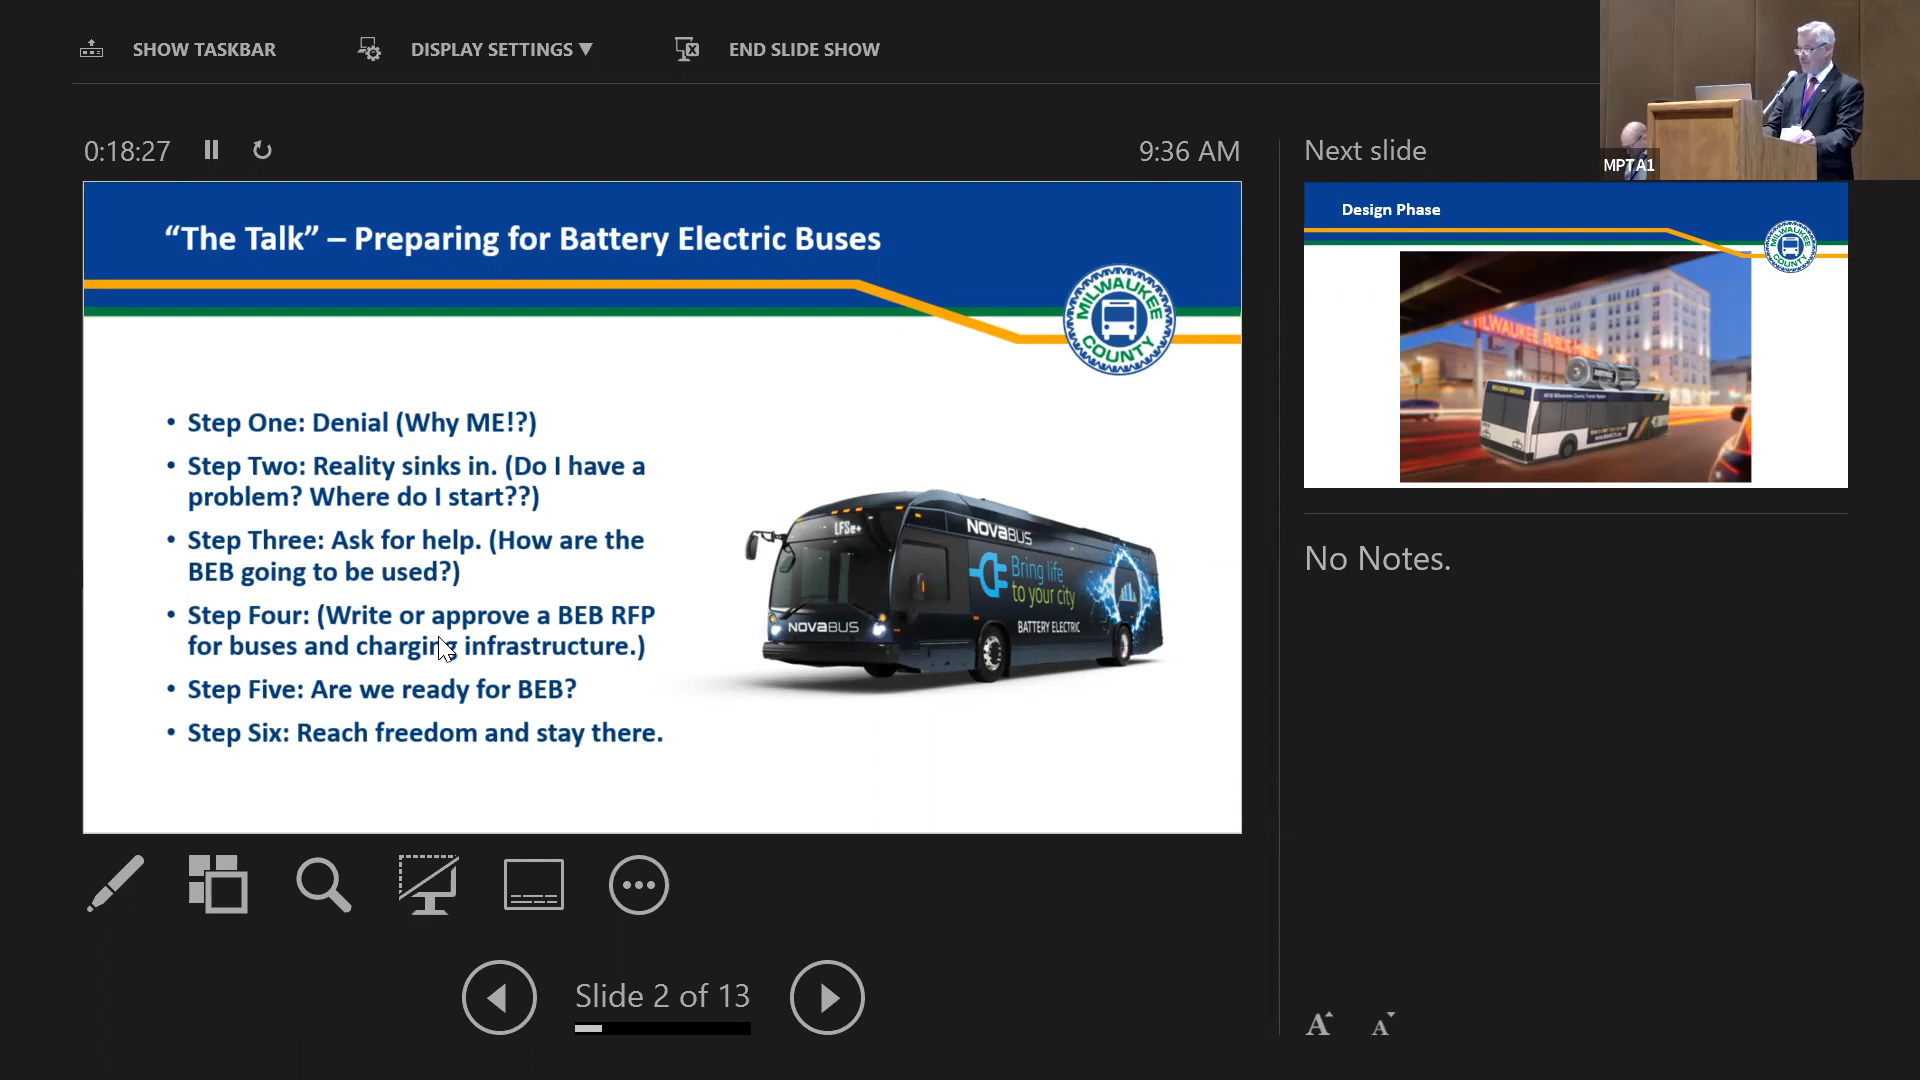 SHOW TASKBAR
DISPLAY SETTINGS ▼
END SLIDE SHOW
MPTA1
0:18:27
9:36 AM
Next slide
“The Talk” – Preparing for Battery Electric Buses
MILWAUKEE
COUNTY
• Step One: Denial (Why ME!?)
• Step Two: Reality sinks in. (Do I have a
problem? Where do I start??)
• Step Three: Ask for help. (How are the
BEB going to be used?)
• Step Four: (Write or approve a BEB RFP
for buses and charging infrastructure.)
• Step Five: Are we ready for BEB?
• Step Six: Reach freedom and stay there.
LFSe+
NOVABUS
Bring life
to your city
BATTERY ELECTRIC
NOVABUS
Design Phase
MILWAUKEE
COUNTY
MILWAUKEE PUBLIC
No Notes.
Slide 2 of 13
A
A